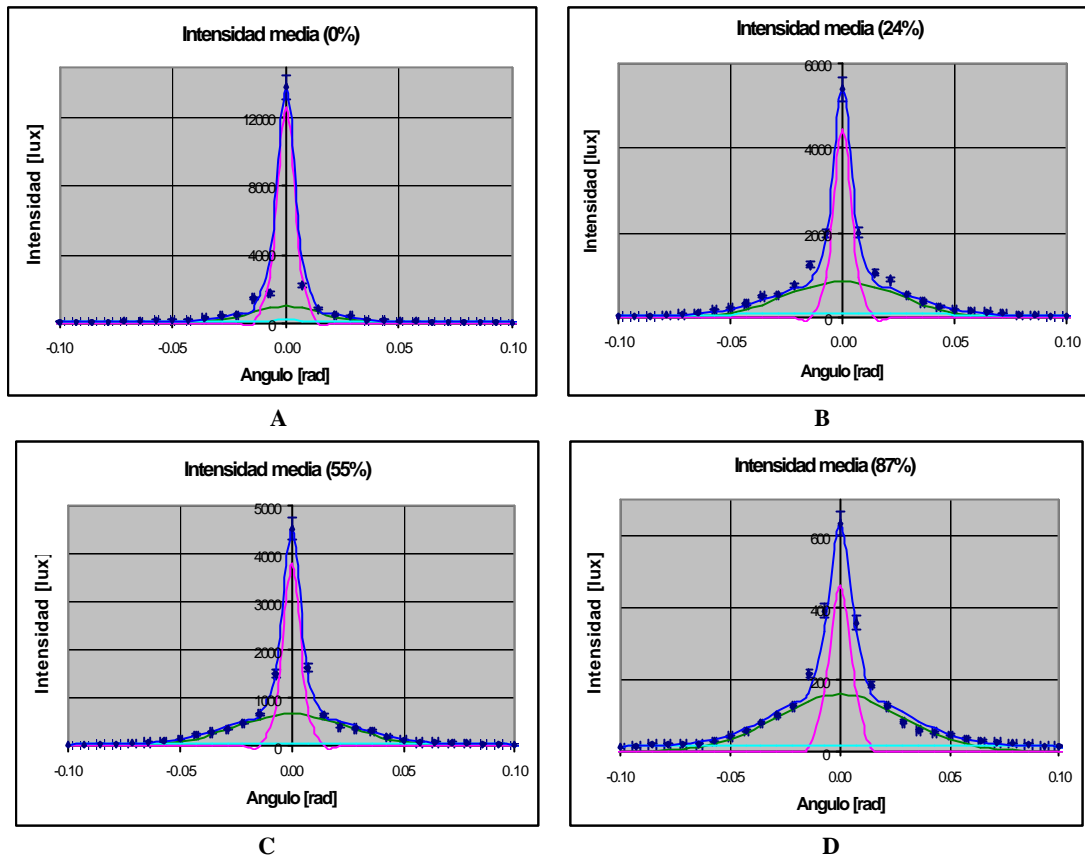 Intensidad media (0%)
Intensidad [lux]
12000
8000
4000
0
-0.10 -0.05 0.00 0.05 0.10
Angulo [rad]
A
Intensidad media (24%)
Intensidad [lux]
6000
4000
2000
0
-0.10 -0.05 0.00 0.05 0.10
Angulo [rad]
B
Intensidad media (55%)
Intensidad [lux]
5000
4000
3000
2000
1000
0
-0.10 -0.05 0.00 0.05 0.10
Angulo [rad]
C
Intensidad media (87%)
Intensidad [lux]
600
400
200
0
-0.10 -0.05 0.00 0.05 0.10
Angulo [rad]
D